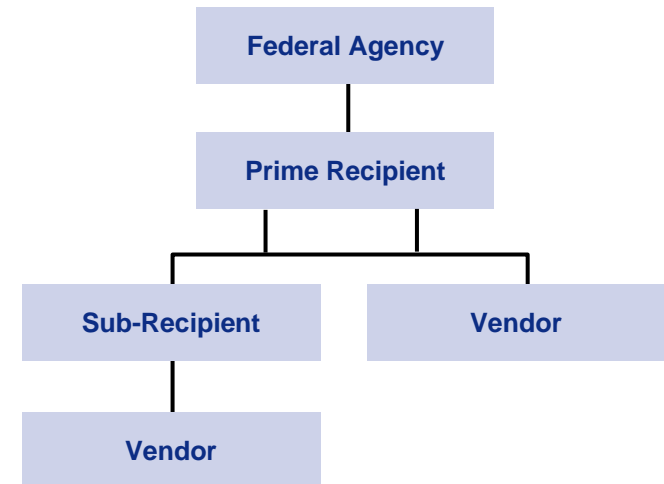 Federal Agency
Prime Recipient
Sub-Recipient
Vendor
Vendor